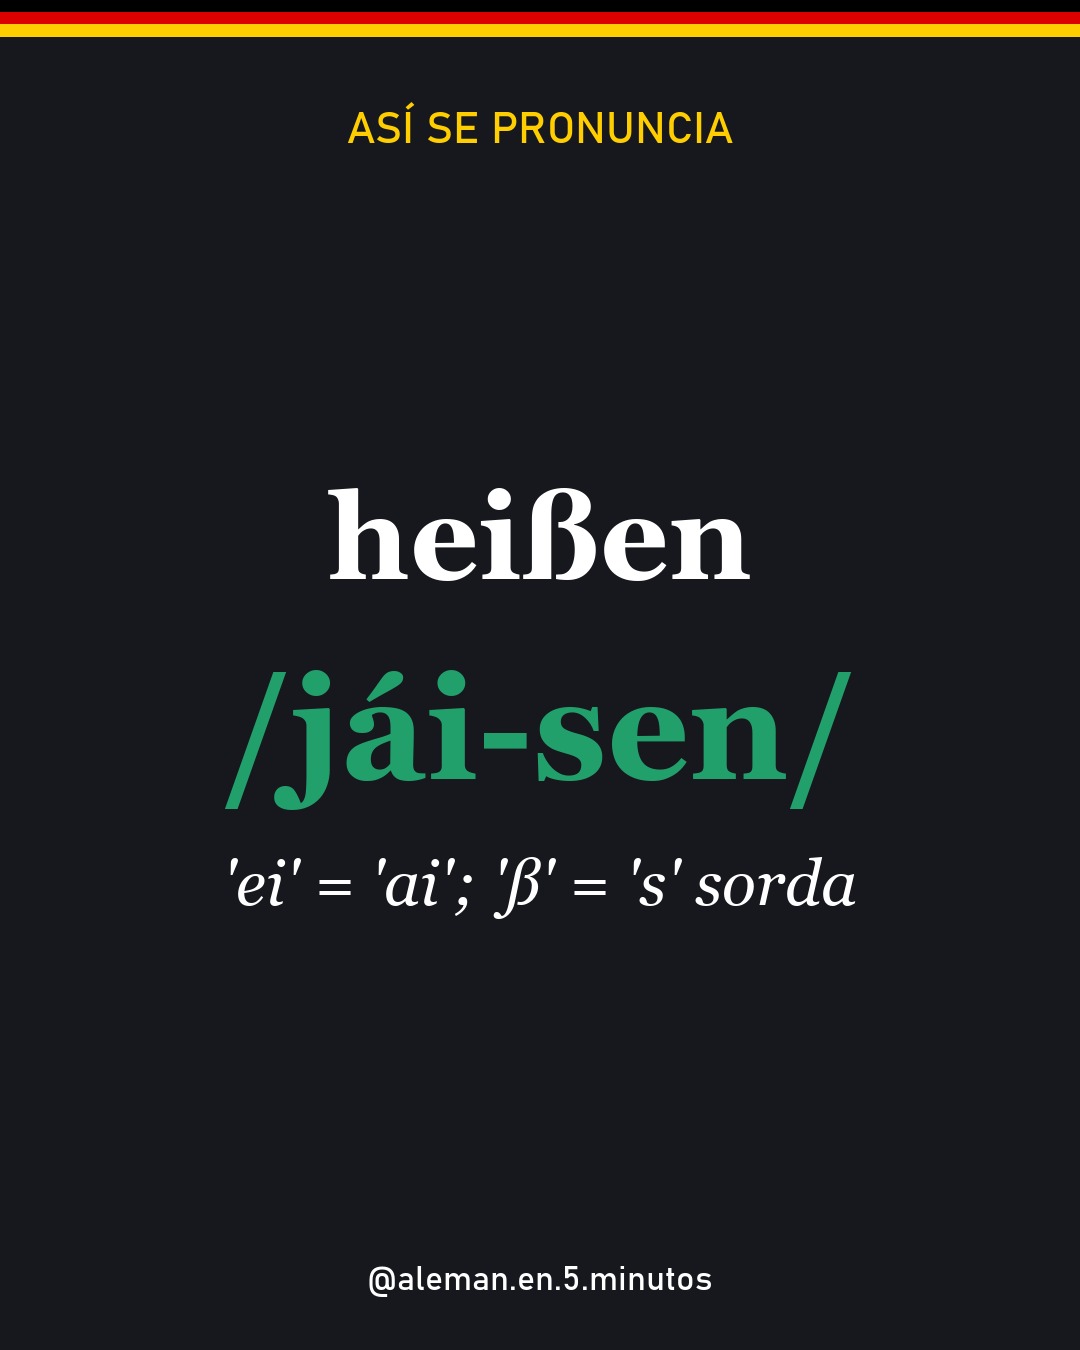 ASÍ SE PRONUNCIA
heißen
/jái-sen/
'ei' = 'ai'; 'ß' = 's' sorda
@aleman.en.5.minutos